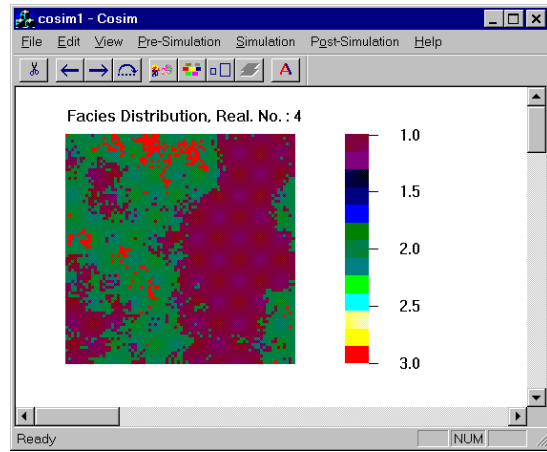 cosim1 - Cosim
File Edit View Pre-Simulation Simulation Post-Simulation Help
A
Facies Distribution, Real. No. : 4
1.0
1.5
2.0
2.5
3.0
Ready NUM